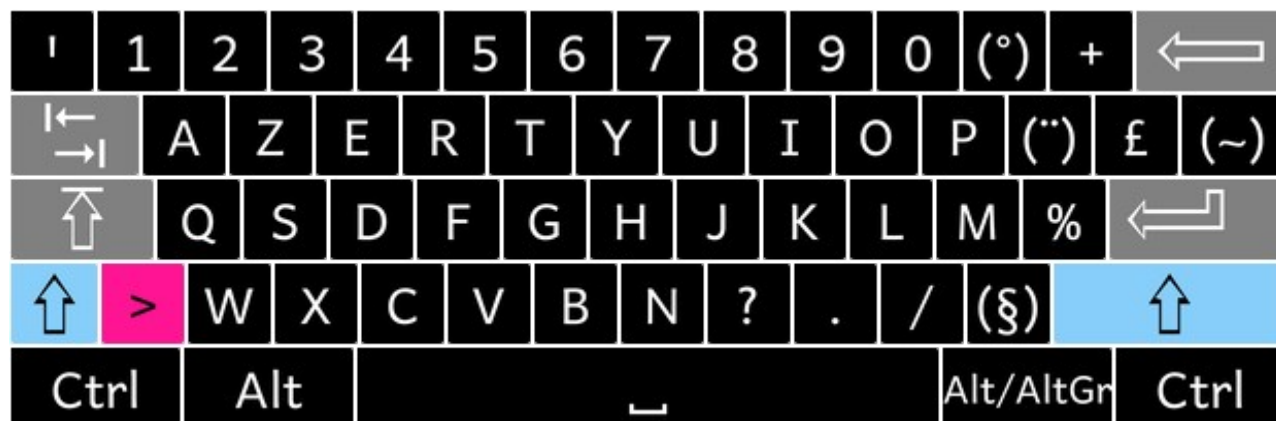 ' 1 2 3 4 5 6 7 8 9 0 (°) +
A Z E R T Y U I O P (¨) £ (~)
Q S D F G H J K L M %
> W X C V B N ? . / (§)
Ctrl Alt Alt/AltGr Ctrl